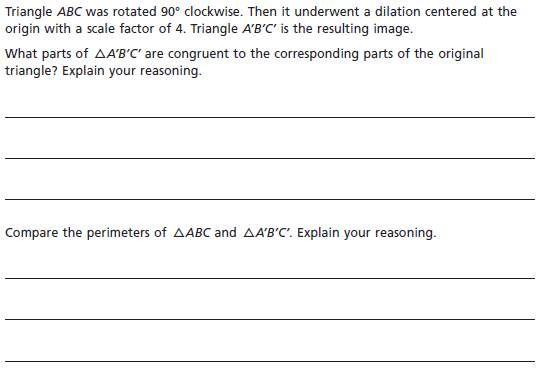 Triangle ABC was rotated 90° clockwise. Then it underwent a dilation centered at the
origin with a scale factor of 4. Triangle A′B′C′ is the resulting image.
What parts of △A′B′C′ are congruent to the corresponding parts of the original
triangle? Explain your reasoning.
Compare the perimeters of △ABC and △A′B′C′. Explain your reasoning.